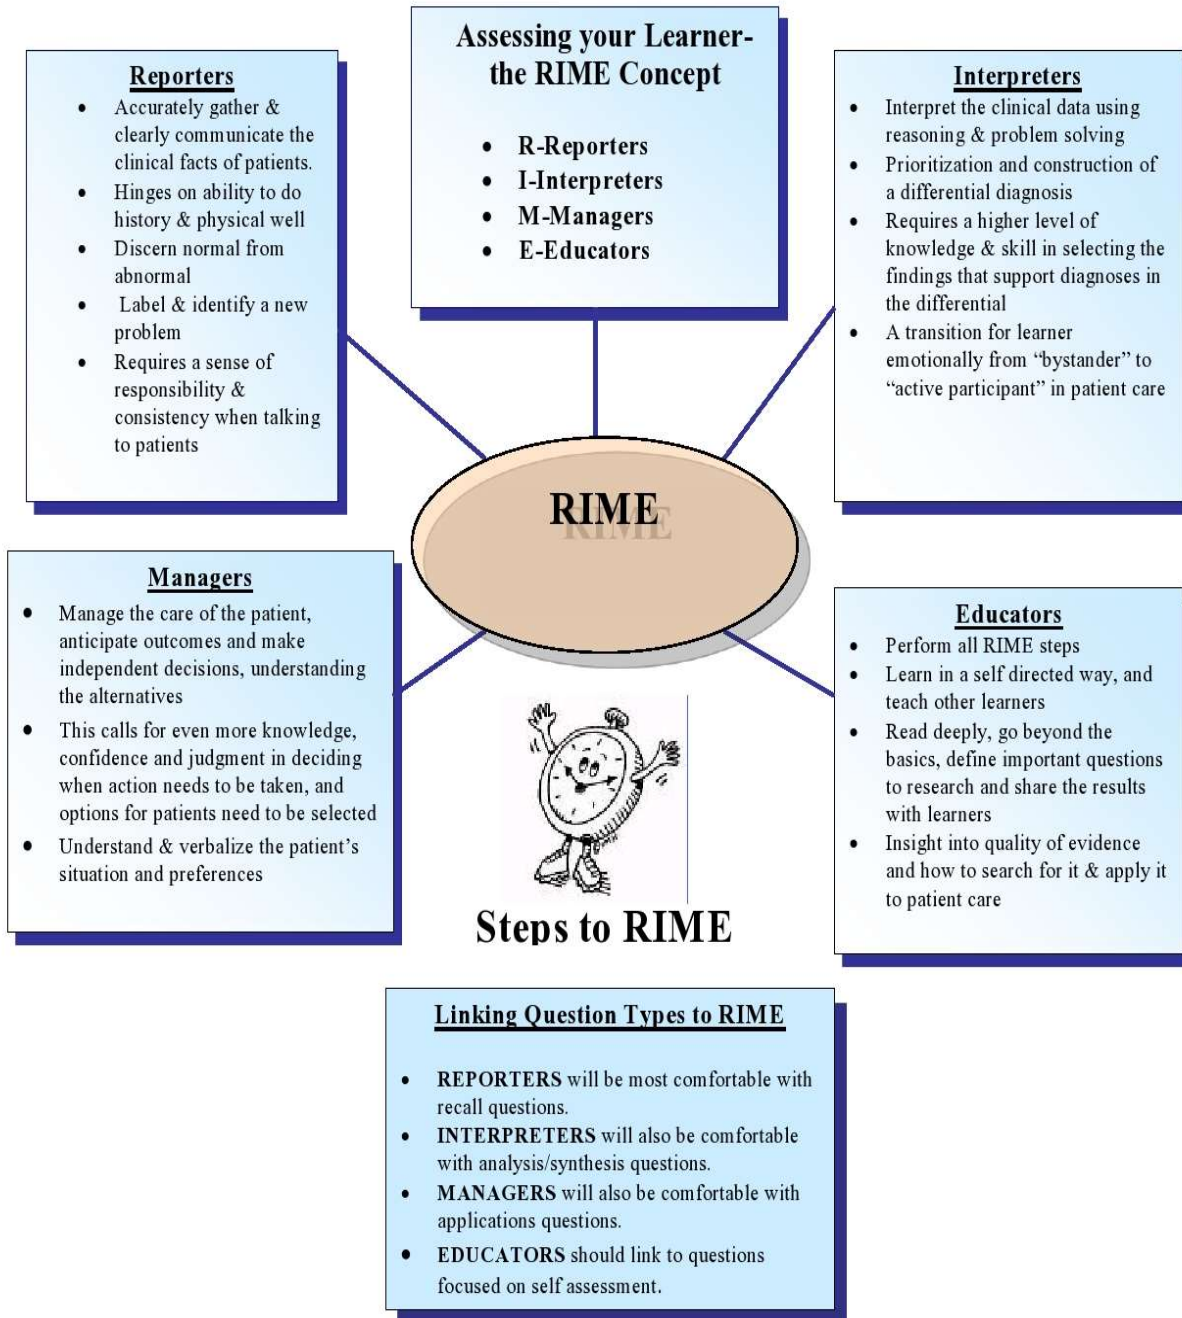 Assessing your Learner-
the RIME Concept
• R-Reporters
• I-Interpreters
• M-Managers
• E-Educators
Reporters
• Accurately gather &
clearly communicate the
clinical facts of patients.
• Hinges on ability to do
history & physical well
• Discern normal from
abnormal
• Label & identify a new
problem
• Requires a sense of
responsibility &
consistency when talking
to patients
Interpreters
• Interpret the clinical data using
reasoning & problem solving
• Prioritization and construction of
a differential diagnosis
• Requires a higher level of
knowledge & skill in selecting the
findings that support diagnoses in
the differential
• A transition for learner
emotionally from “bystander” to
“active participant” in patient care
RIME
Managers
• Manage the care of the patient,
anticipate outcomes and make
independent decisions, understanding
the alternatives
• This calls for even more knowledge,
confidence and judgment in deciding
when action needs to be taken, and
options for patients need to be selected
• Understand & verbalize the patient’s
situation and preferences
Educators
• Perform all RIME steps
• Learn in a self directed way, and
teach other learners
• Read deeply, go beyond the
basics, define important questions
to research and share the results
with learners
• Insight into quality of evidence
and how to search for it & apply it
to patient care
Steps to RIME
Linking Question Types to RIME
• REPORTERS will be most comfortable with
recall questions.
• INTERPRETERS will also be comfortable
with analysis/synthesis questions.
• MANAGERS will also be comfortable with
applications questions.
• EDUCATORS should link to questions
focused on self assessment.